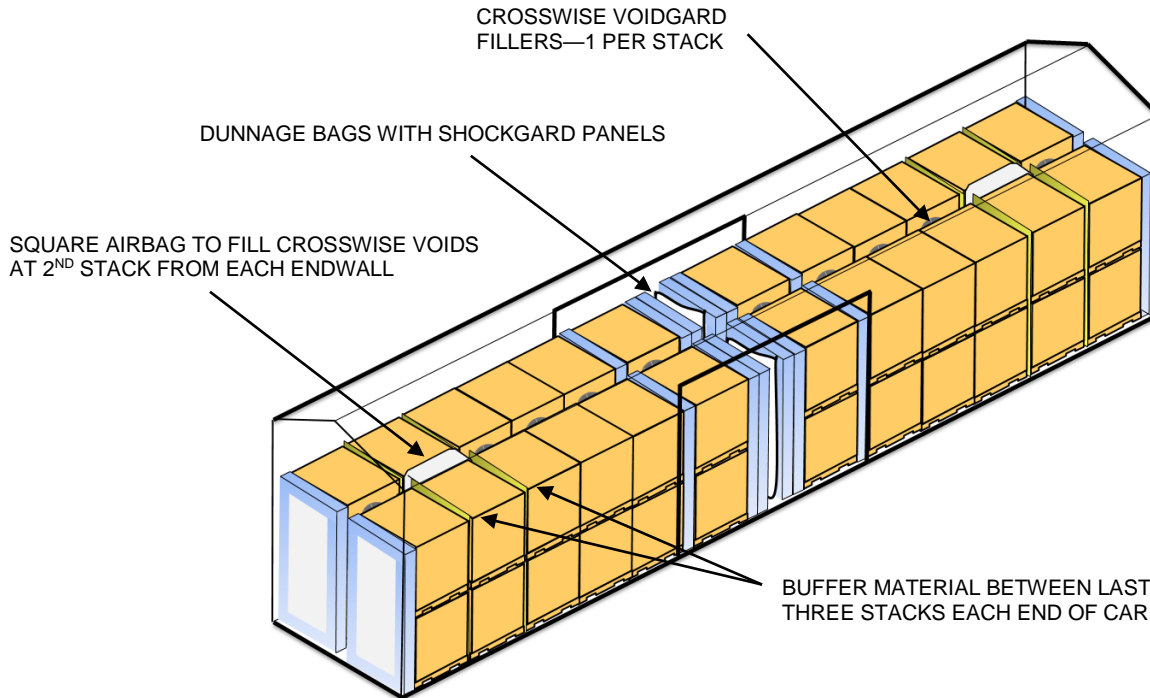 CROSSWISE VOIDGARD
FILLERS—1 PER STACK
DUNNAGE BAGS WITH SHOCKGARD PANELS
SQUARE AIRBAG TO FILL CROSSWISE VOIDS
AT 2ND STACK FROM EACH ENDWALL
BUFFER MATERIAL BETWEEN LAST
THREE STACKS EACH END OF CAR